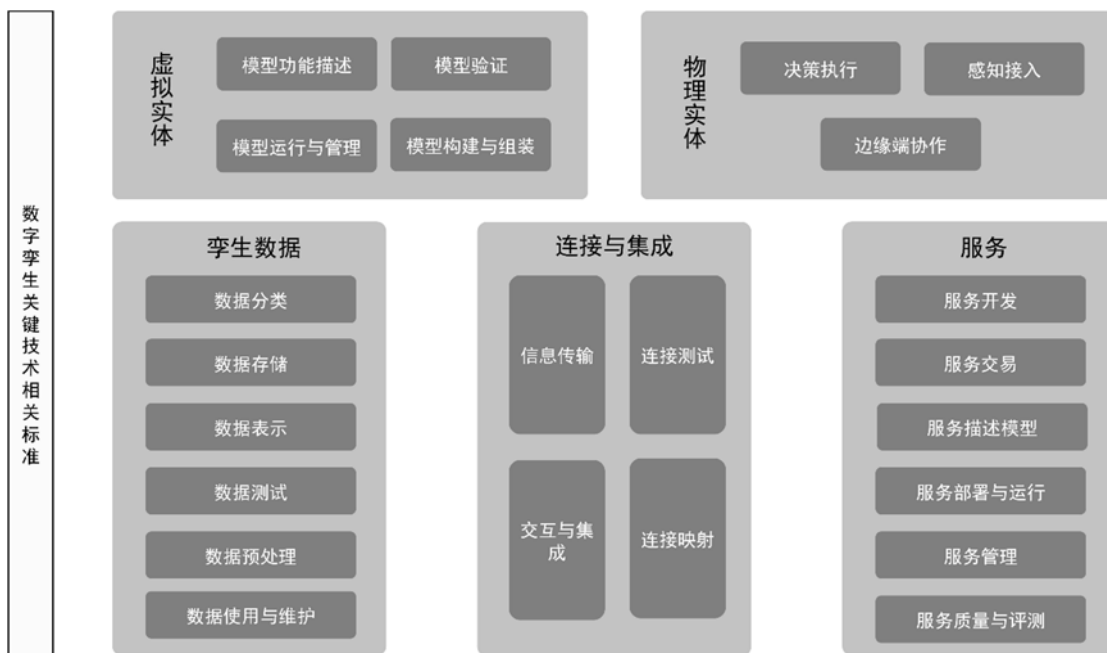 数字孪生关键技术相关标准
虚拟实体
模型功能描述
模型验证
模型运行与管理
模型构建与组装
物理实体
决策执行
感知接入
边缘端协作
孪生数据
数据分类
数据存储
数据表示
数据测试
数据预处理
数据使用与维护
连接与集成
信息传输
连接测试
交互与集
成
连接映射
服务
服务开发
服务交易
服务描述模型
服务部署与运行
服务管理
服务质量与评测